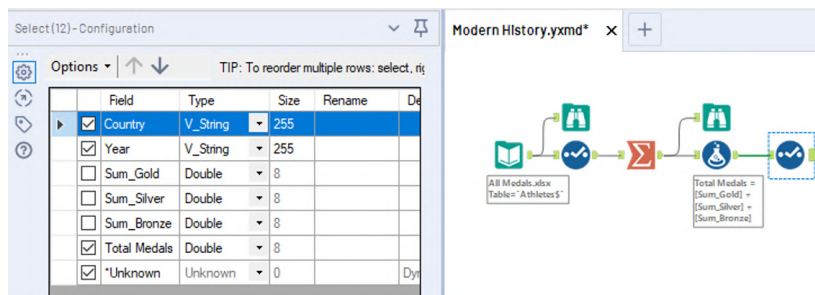 Select (12) - Configuration
Options
TIP: To reorder multiple rows: select, rig
Field Type Size Rename De
Country V_String 255
Year V_String 255
Sum_Gold Double 8
Sum_Silver Double 8
Sum_Bronze Double 8
Total Medals Double 8
*Unknown Unknown 0 Dyr
Modern HIstory.yxmd*
All Medals.xlsx
Table=`Athletes$`
Total Medals =
[Sum_Gold] +
[Sum_Silver] +
[Sum_Bronze]